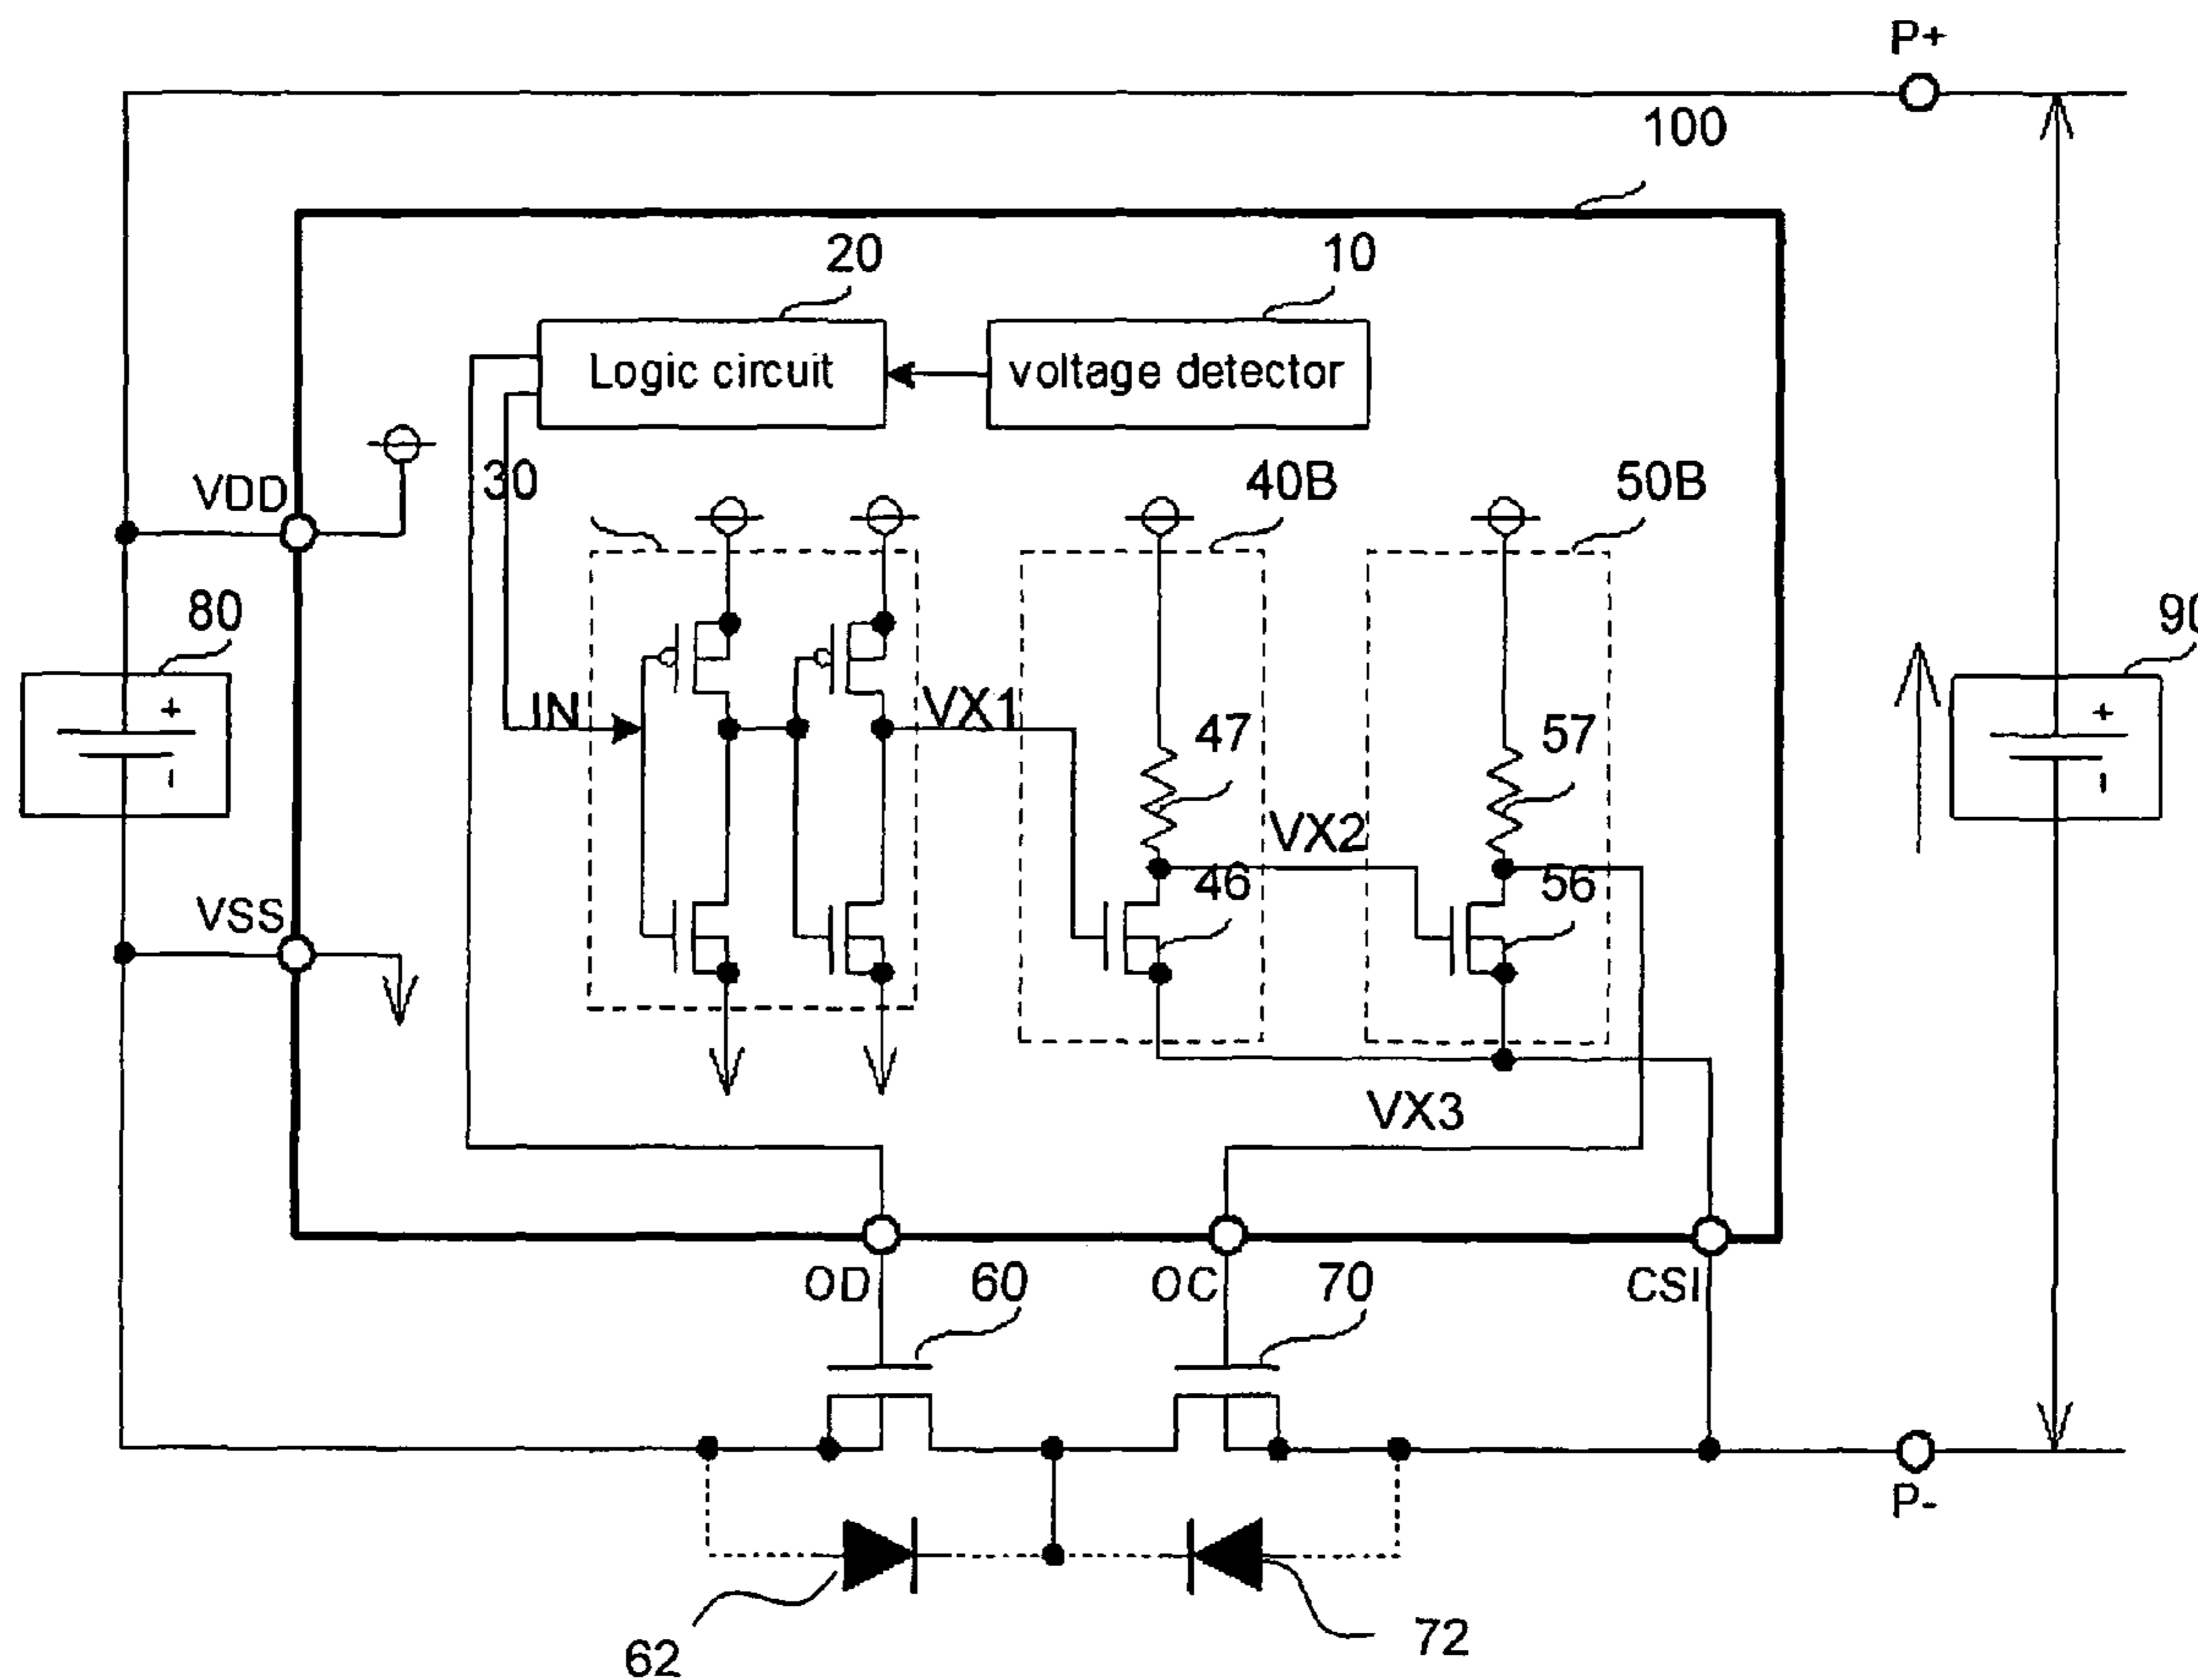 P+
100
20
10
Logic circuit
voltage detector
VDD
30
40B
50B
80
90
+
-
IN
VX1
47
57
+
-
VX2
46
56
VSS
VX3
OD
60
OC
70
CSI
P-
62
72